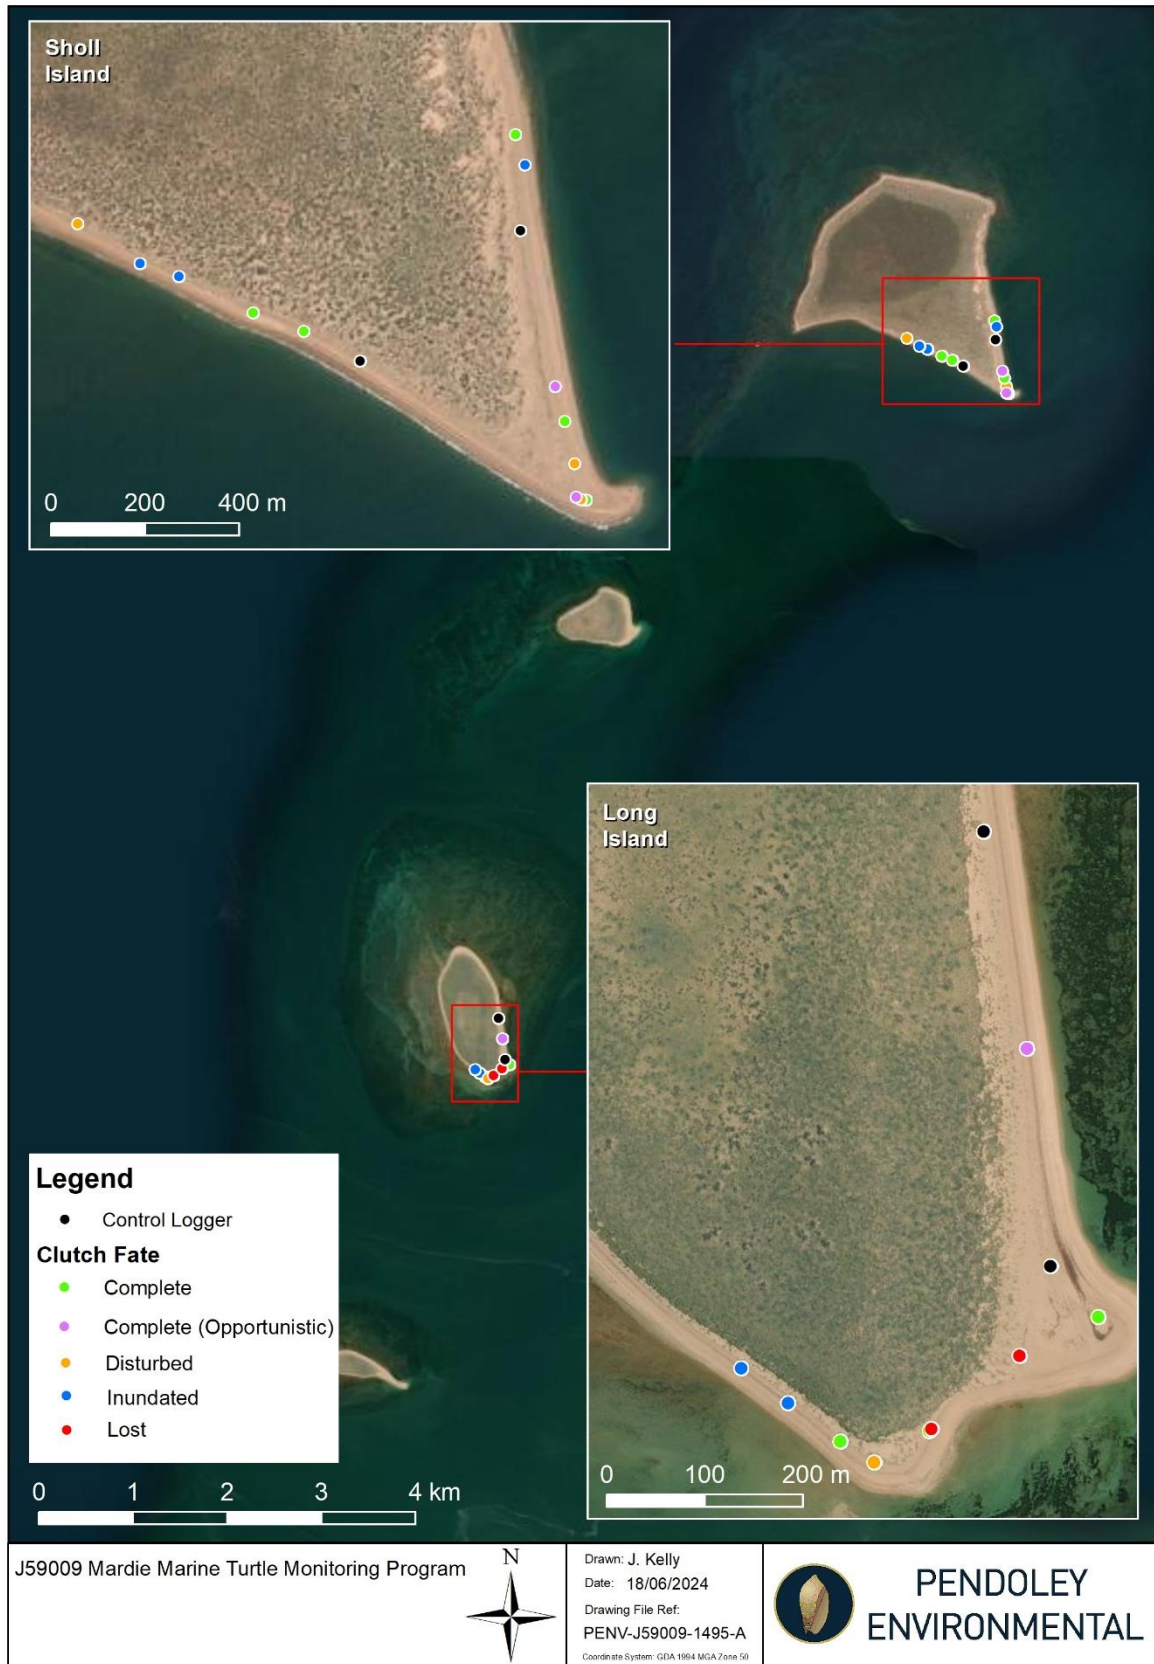 Sholl
Island
0 200 400 m
Long
Island
0 100 200 m
Legend
Control Logger
Clutch Fate
Complete
Complete (Opportunistic)
Disturbed
Inundated
Lost
0 1 2 3 4 km
J59009 Mardie Marine Turtle Monitoring Program
N
Drawn: J. Kelly
Date: 18/06/2024
Drawing File Ref:
PENV-J59009-1495-A
Coordinate System: GDA 1994 MGA Zone 50
PENDOLEY
ENVIRONMENTAL